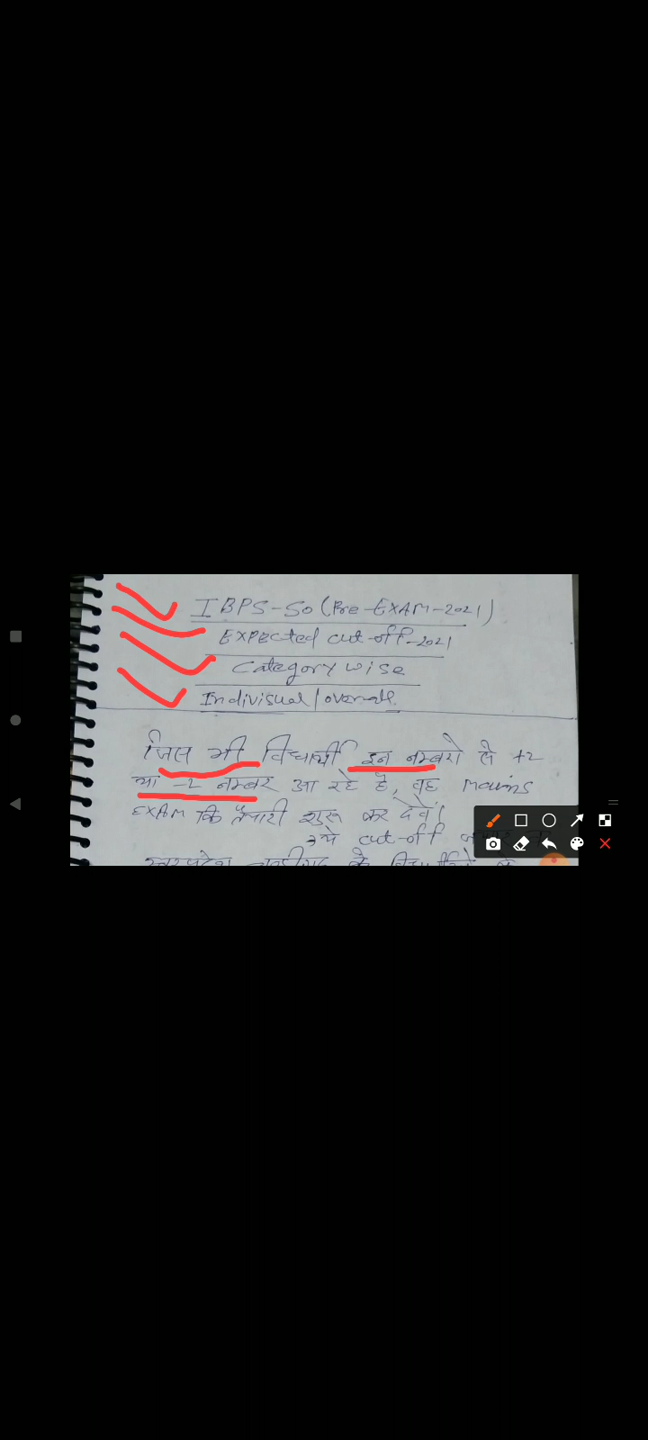 IBPS-SO (Pre-EXAM-2021)
Expected cut-off-2021
Category wise
Indivisual/overall
जिस भी विधार्थी इन नम्बरो से +2
या -2 नम्बर आ रहे है, वह Mains
EXAM कि तैयारी शुरू कर देवें।
cut-off
के